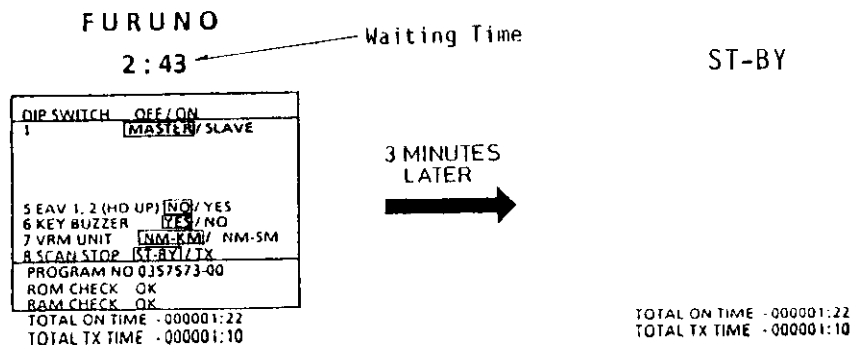 FURUNO
2:43
Waiting Time
DIP SWITCH OFF/ON
1 MASTER/ SLAVE
5 EAV 1, 2 (HD UP) NO/ YES
6 KEY BUZZER YES/ NO
7 VRM UNIT NM-KM/ NM-SM
8 SCAN STOP ST-BY/TX
PROGRAM NO 0357573-00
ROM CHECK OK
RAM CHECK OK
TOTAL ON TIME - 000001:22
TOTAL TX TIME - 000001:10
3 MINUTES
LATER
ST-BY
TOTAL ON TIME - 000001:22
TOTAL TX TIME - 000001:10